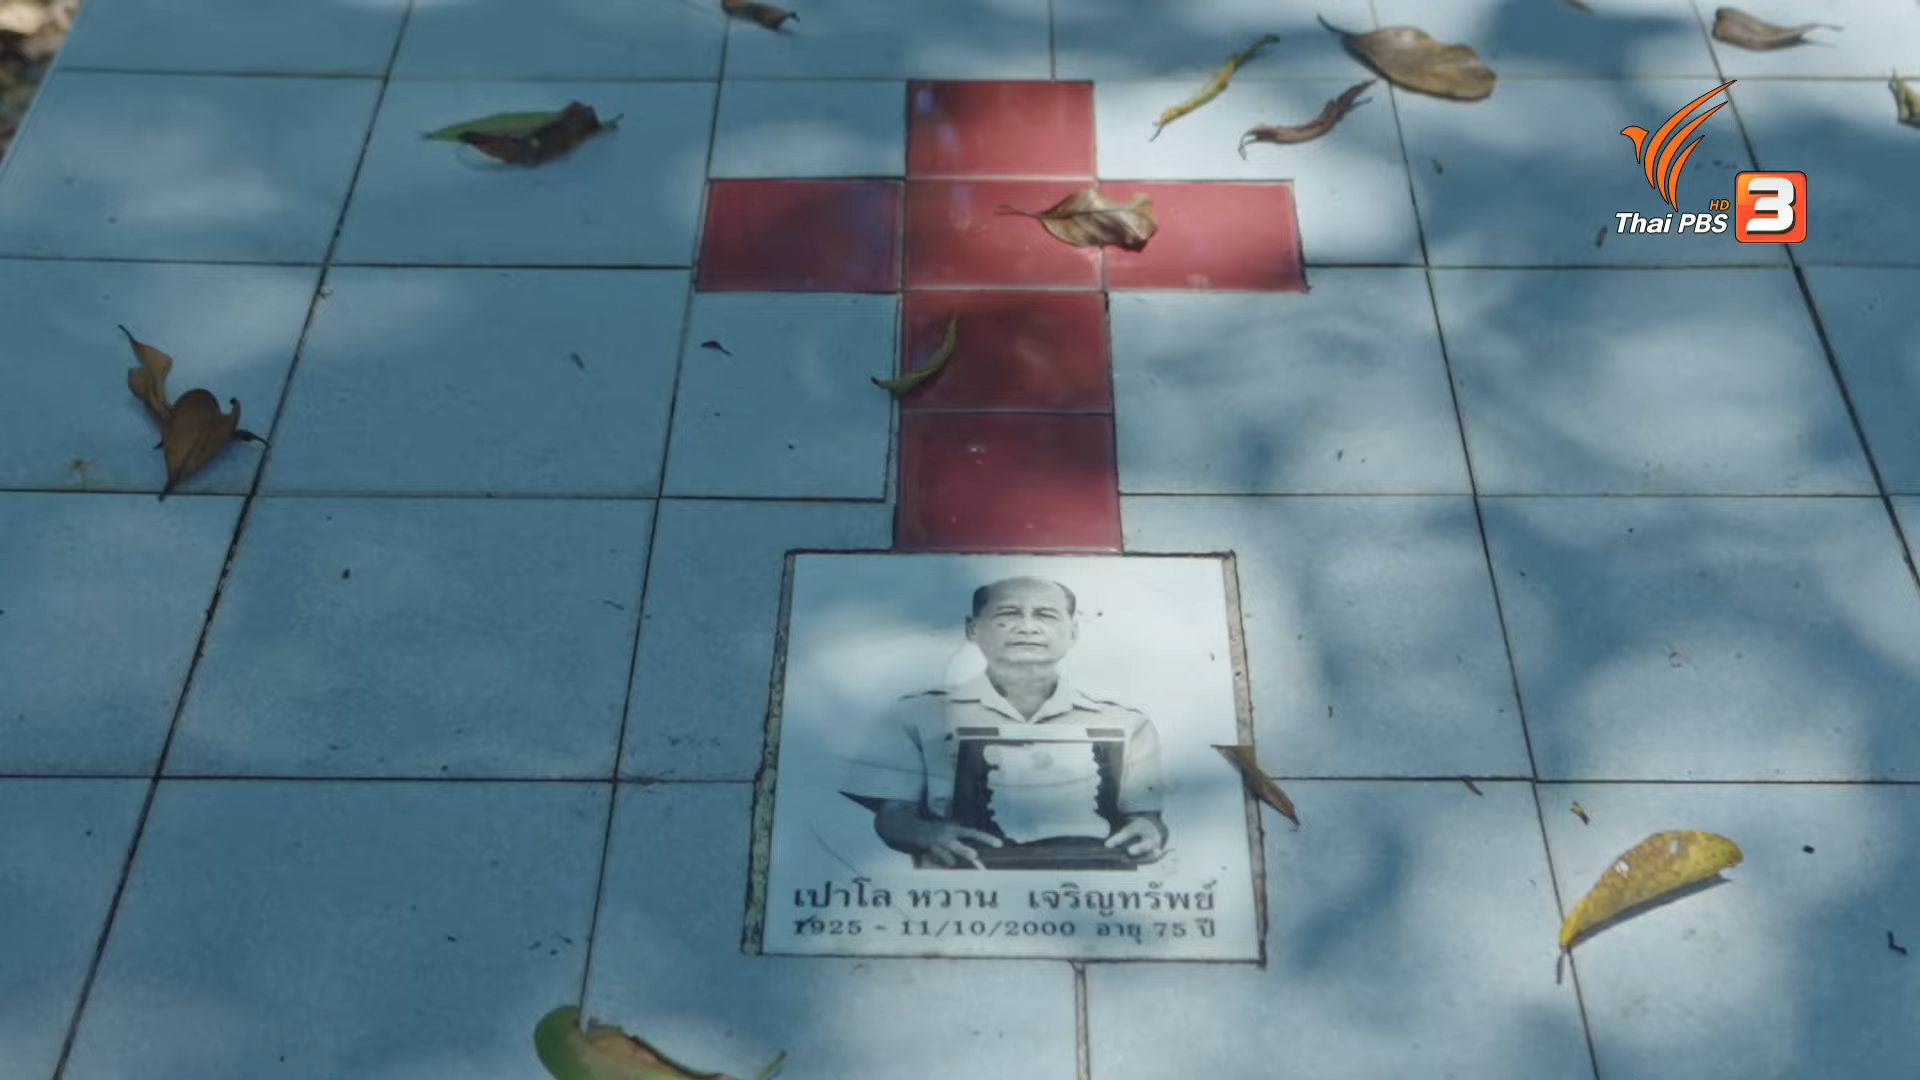 HD
Thai PBS 3
เปาโล หวาน เจริญทรัพย์
1925 - 11/10/2000 อายุ 75 ปี